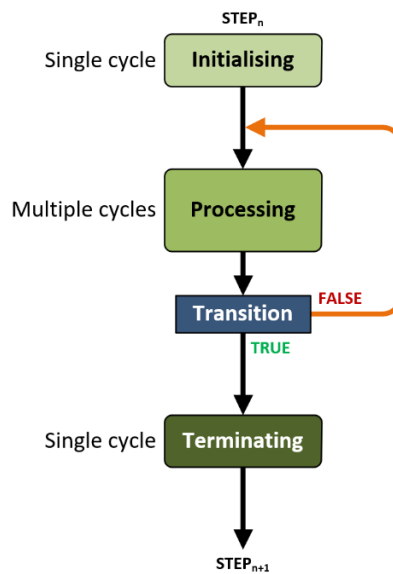 STEPn
Single cycle Initialising
Multiple cycles Processing
Transition FALSE
TRUE
Single cycle Terminating
STEPn+1